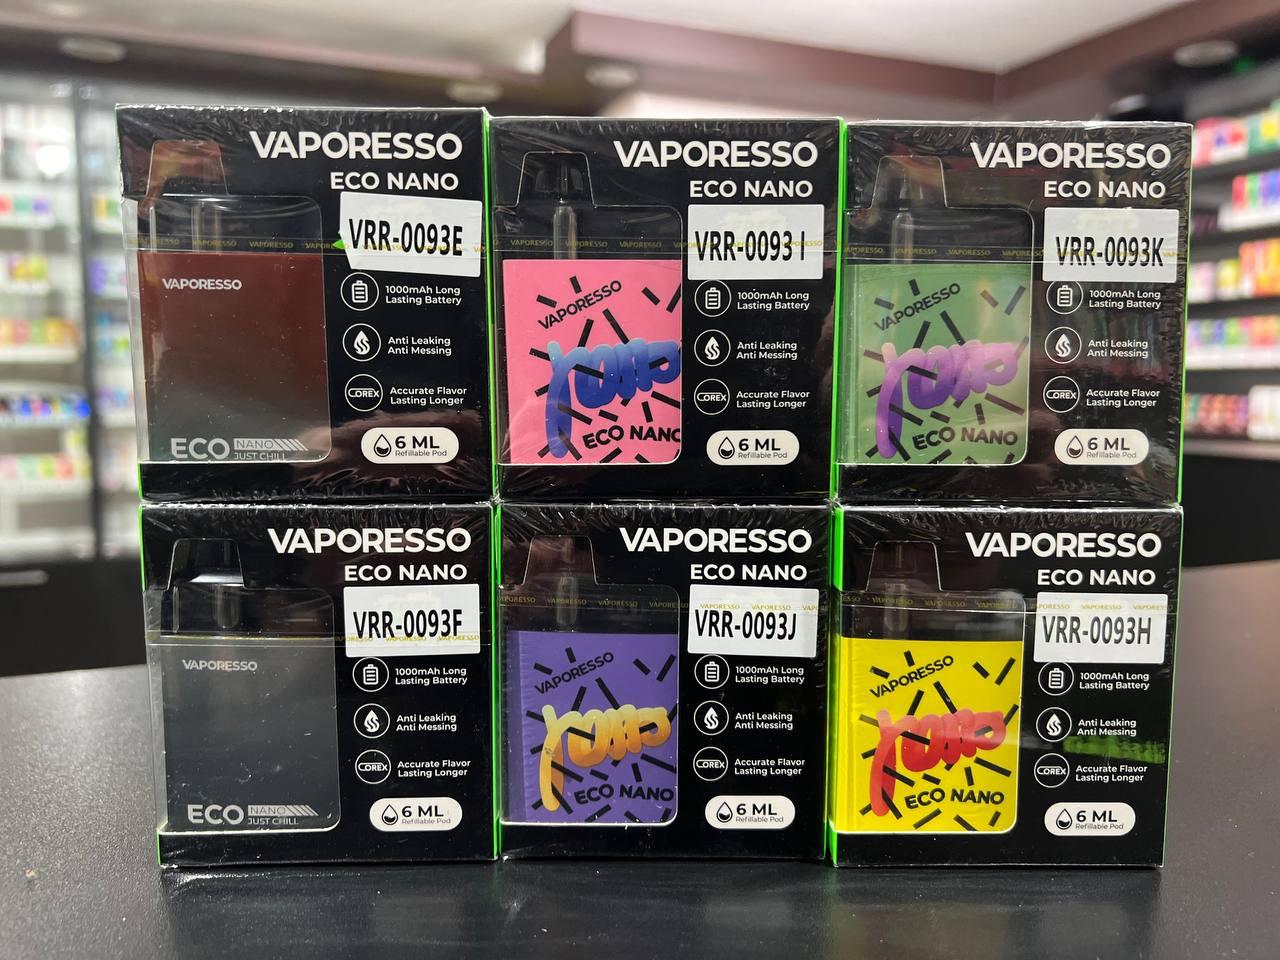 VAPORESSO
ECO NANO
VRR-0093E
VAPORESSO
1000mAh Long
Lasting Battery
Anti Leaking
Anti Messing
COREX
Accurate Flavor
Lasting Longer
6 ML
Refillable Pod
ECO NANO
JUST CHILL
VAPORESSO
ECO NANO
VRR-0093 I
VAPORESSO
1000mAh Long
Lasting Battery
Anti Leaking
Anti Messing
COREX
Accurate Flavor
Lasting Longer
ECO NANO
6 ML
Refillable Pod
VAPORESSO
ECO NANO
VRR-0093K
VAPORESSO
1000mAh Long
Lasting Battery
Anti Leaking
Anti Messing
COREX
Accurate Flavor
Lasting Longer
ECO NANO
6 ML
Refillable Pod
VAPORESSO
ECO NANO
VRR-0093F
VAPORESSO
1000mAh Long
Lasting Battery
Anti Leaking
Anti Messing
COREX
Accurate Flavor
Lasting Longer
ECO NANO
JUST CHILL
6 ML
Refillable Pod
VAPORESSO
ECO NANO
VRR-0093J
VAPORESSO
1000mAh Long
Lasting Battery
Anti Leaking
Anti Messing
COREX
Accurate Flavor
Lasting Longer
ECO NANO
6 ML
Refillable Pod
VAPORESSO
ECO NANO
VRR-0093H
VAPORESSO
1000mAh Long
Lasting Battery
Anti Leaking
Anti Messing
COREX
Accurate Flavor
Lasting Longer
ECO NANO
6 ML
Refillable Pod